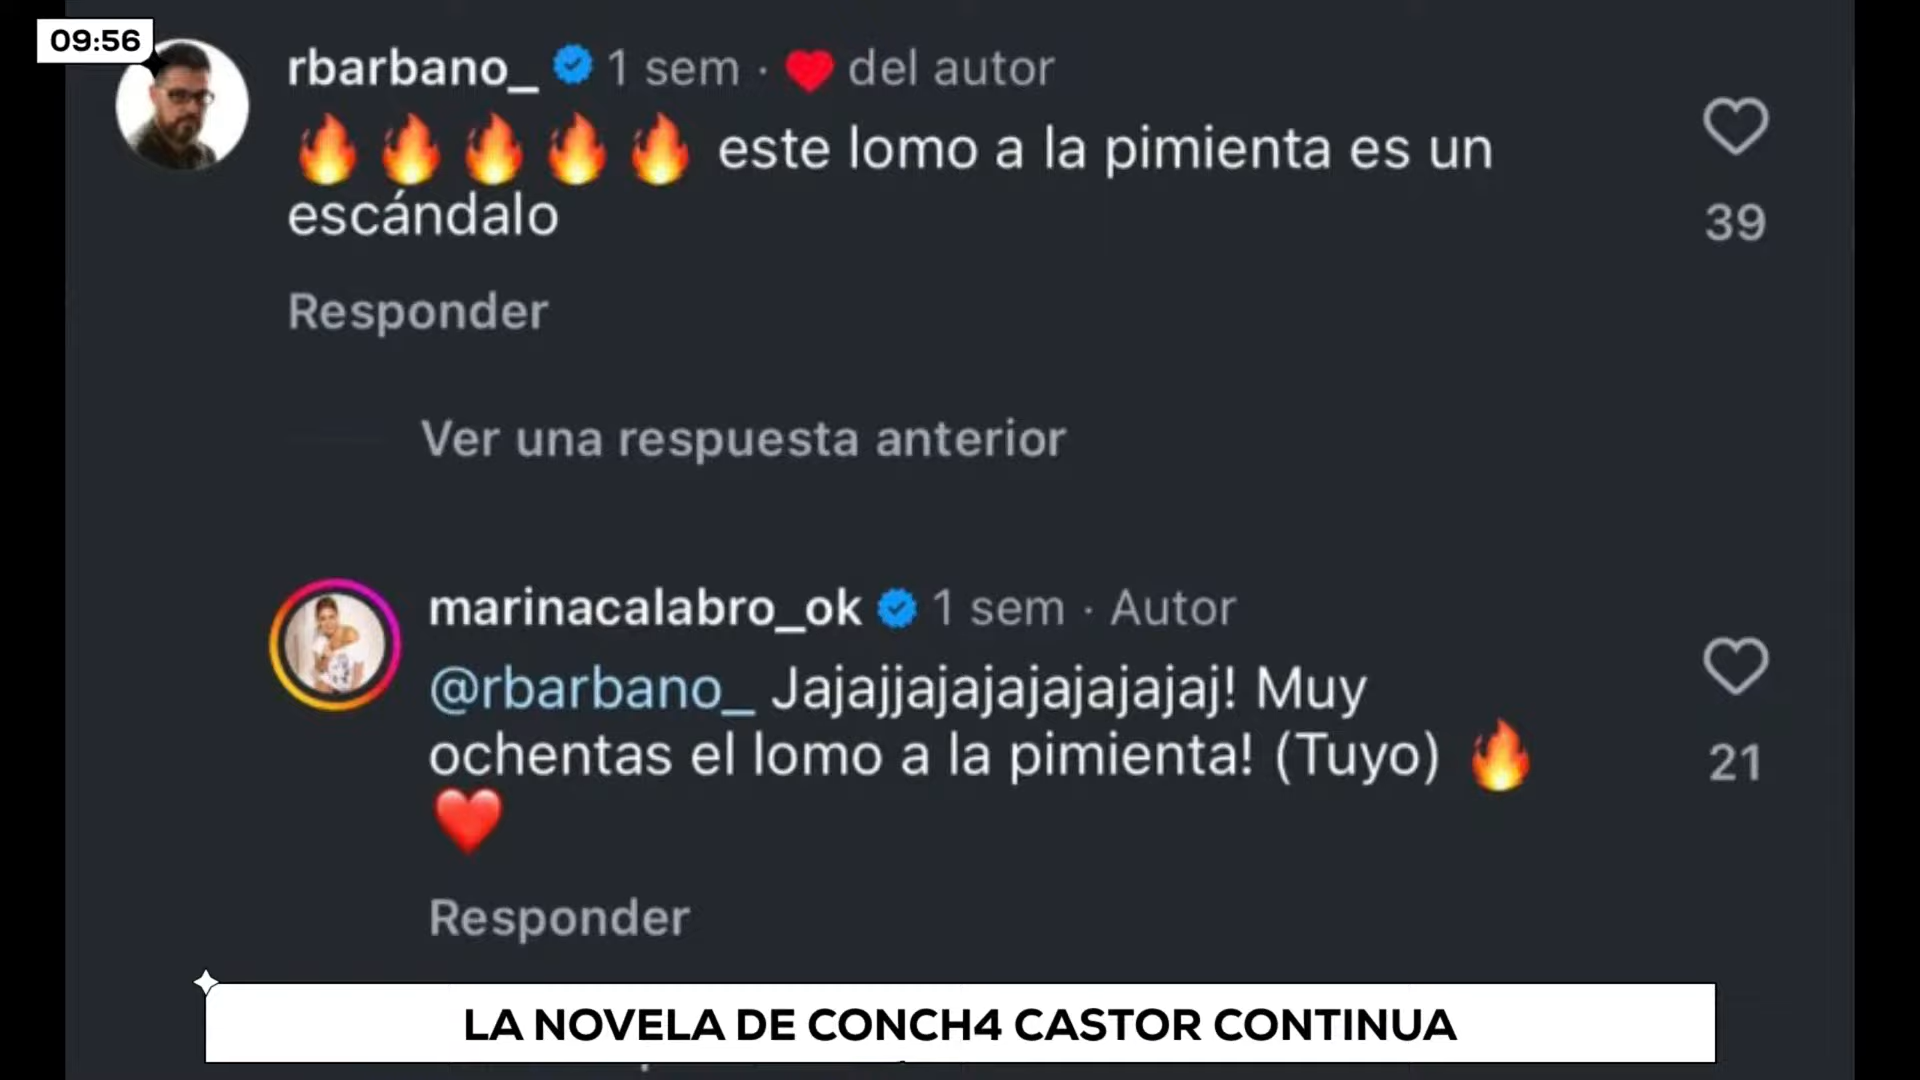 09:56
rbarbano_ 1 sem · ❤️ del autor
🔥🔥🔥🔥🔥 este lomo a la pimienta es un
escándalo
39
Responder
Ver una respuesta anterior
marinacalabro_ok 1 sem · Autor
@rbarbano_ Jajajjajajajajajajaj! Muy
ochentas el lomo a la pimienta! (Tuyo) 🔥
❤️
21
Responder
LA NOVELA DE CONCH4 CASTOR CONTINUA